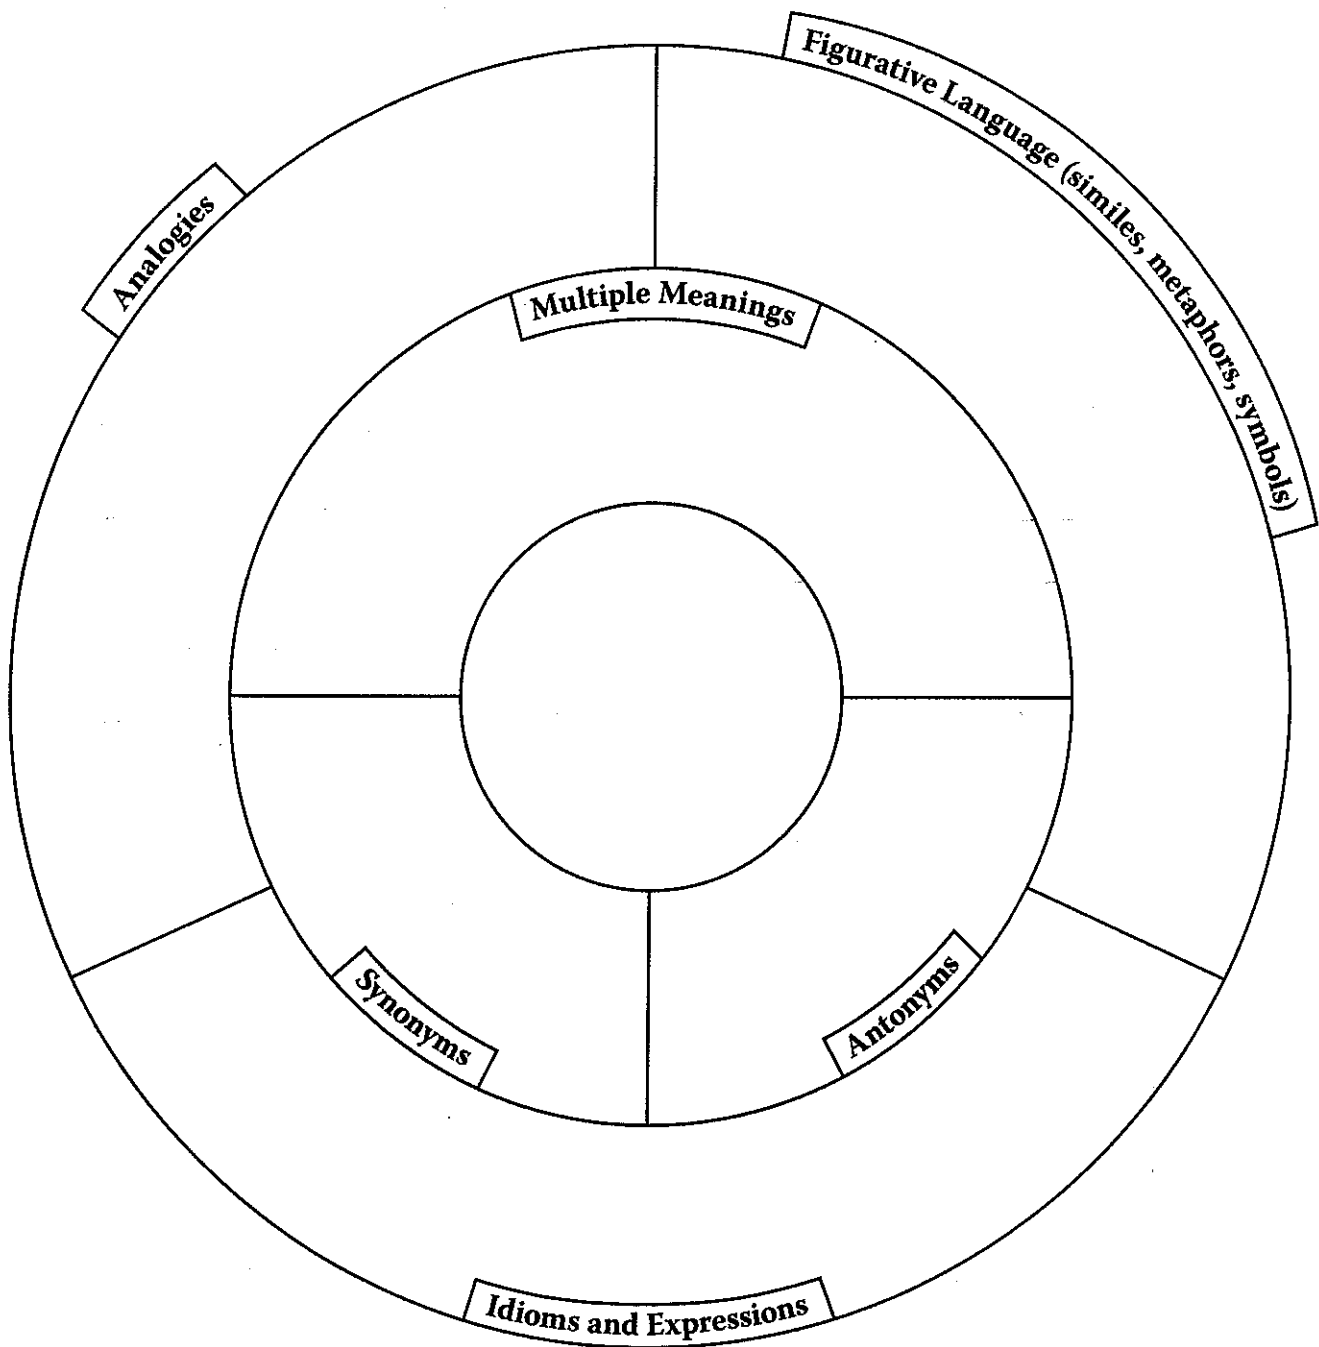 Figurative Language (similes, metaphors, symbols)
Analogies
Multiple Meanings
Synonyms
Antonyms
Idioms and Expressions